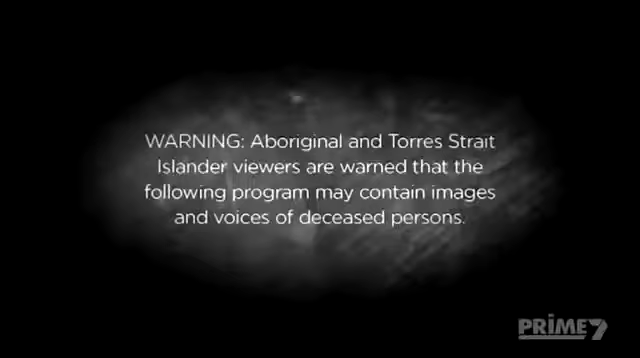 WARNING: Aboriginal and Torres Strait
Islander viewers are warned that the
following program may contain images
and voices of deceased persons.
PRIME7